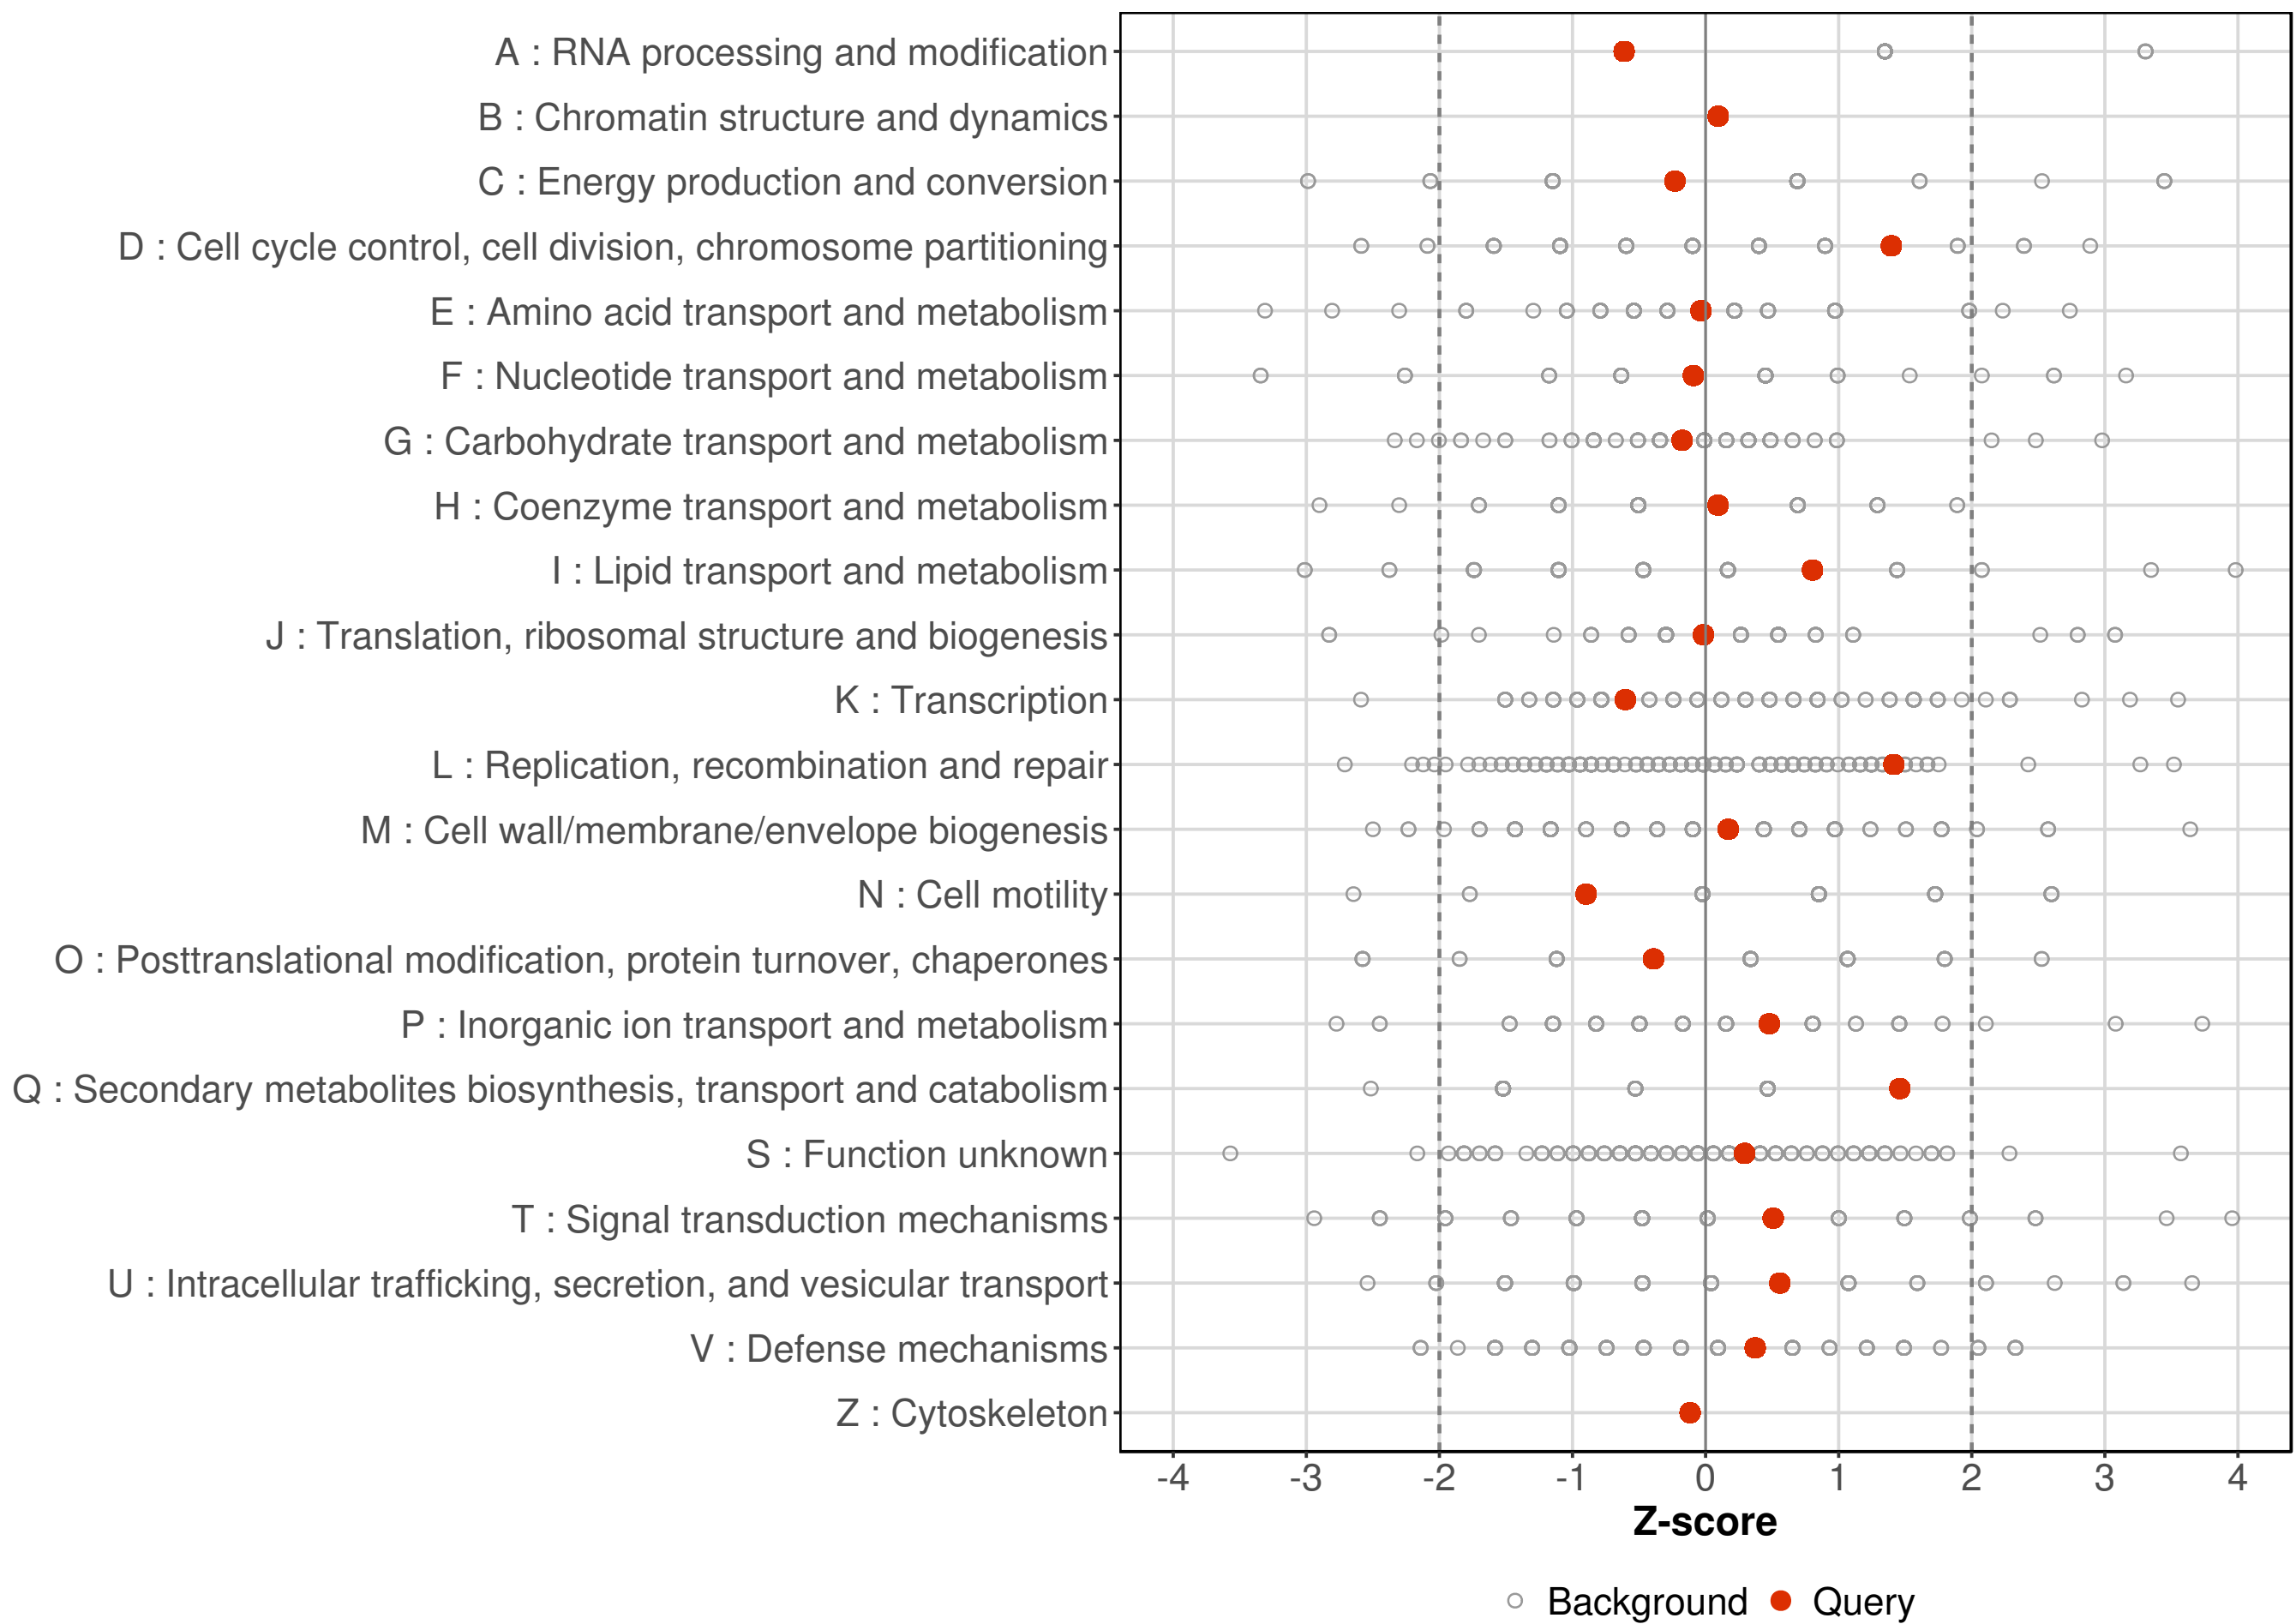 A : RNA processing and modification
B : Chromatin structure and dynamics
C : Energy production and conversion
D : Cell cycle control, cell division, chromosome partitioning
E : Amino acid transport and metabolism
F : Nucleotide transport and metabolism
G : Carbohydrate transport and metabolism
H : Coenzyme transport and metabolism
I : Lipid transport and metabolism
J : Translation, ribosomal structure and biogenesis
K : Transcription
L : Replication, recombination and repair
M : Cell wall/membrane/envelope biogenesis
N : Cell motility
O : Posttranslational modification, protein turnover, chaperones
P : Inorganic ion transport and metabolism
Q : Secondary metabolites biosynthesis, transport and catabolism
S : Function unknown
T : Signal transduction mechanisms
U : Intracellular trafficking, secretion, and vesicular transport
V : Defense mechanisms
Z : Cytoskeleton
-4 -3 -2 -1 0 1 2 3 4
Z-score
Background Query